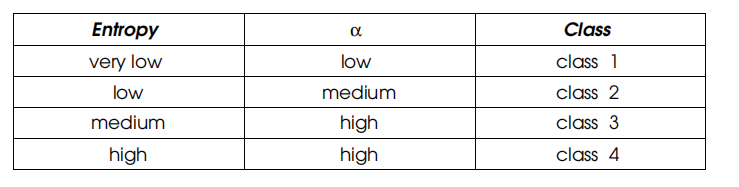 Entropy α Class
very low low class 1
low medium class 2
medium high class 3
high high class 4